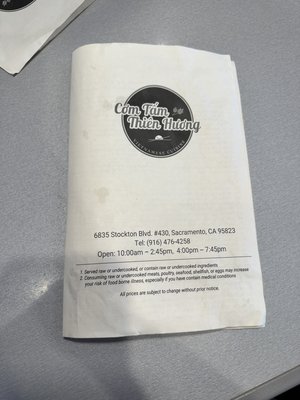 Cơm Tấm
Thiên Hương
VIETNAMESE CUISINE
6835 Stockton Blvd. #430, Sacramento, CA 95823
Tel: (916) 476-4258
Open: 10:00am – 2:45pm, 4:00pm – 7:45pm
1. Served raw or undercooked, or contain raw or undercooked ingredients
2. Consuming raw or undercooked meats, poultry, seafood, shellfish, or eggs may increase
your risk of food borne illness, especially if you have certain medical conditions
All prices are subject to change without prior notice.